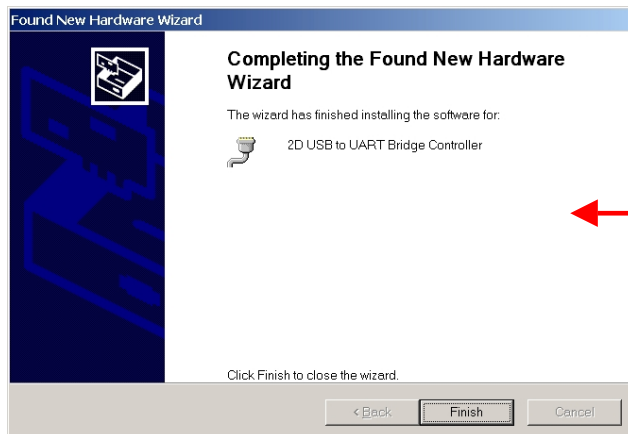 Found New Hardware Wizard
Completing the Found New Hardware
Wizard
The wizard has finished installing the software for:
2D USB to UART Bridge Controller
Click Finish to close the wizard.
< Back
Finish
Cancel